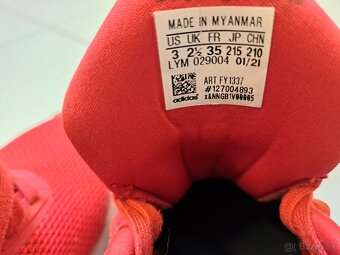 MADE IN MYANMAR
US UK FR JP CHN
3 2½ 35 215 210
LYM 029004 01/21
ART FY1337
#127004893
adidas